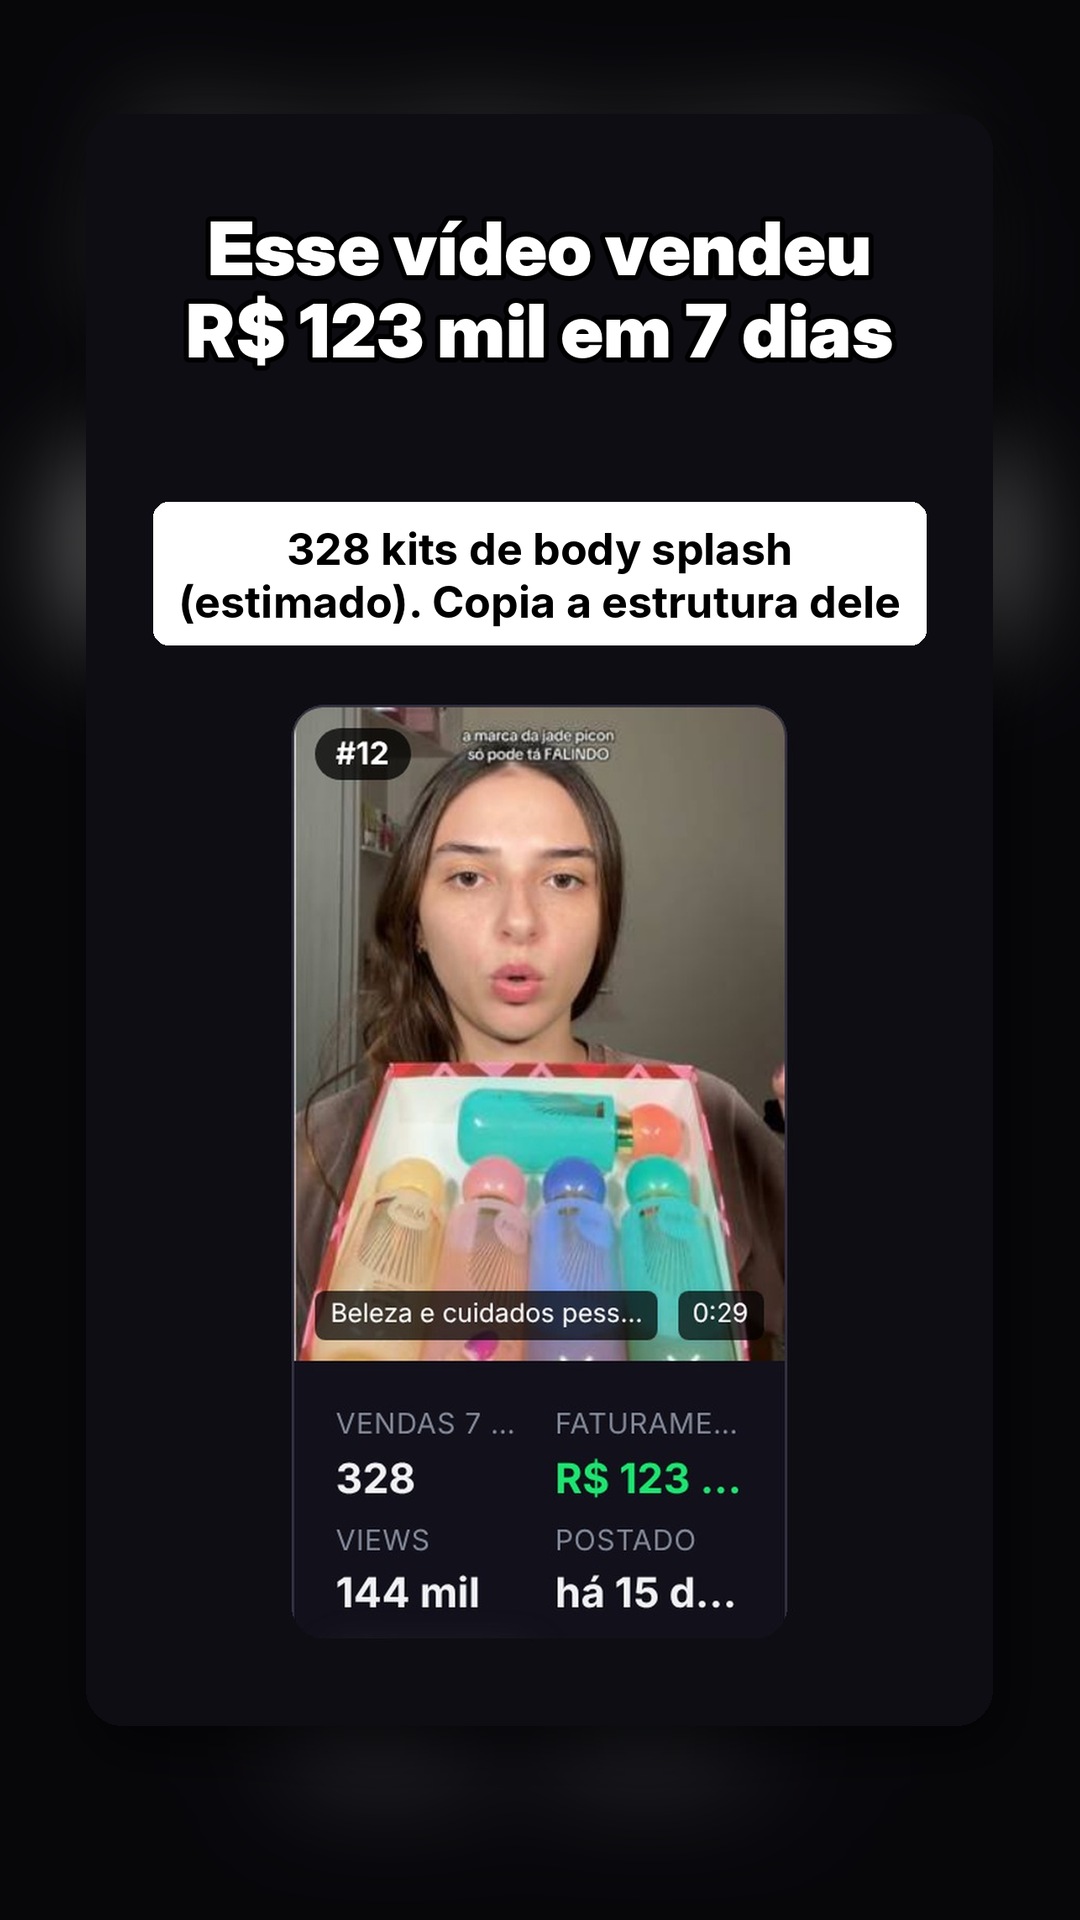 Esse vídeo vendeu
R$ 123 mil em 7 dias
328 kits de body splash
(estimado). Copia a estrutura dele
#12
a marca da jade picon
só pode tá FALINDO
Beleza e cuidados pess...
0:29
VENDAS 7 ...
FATURAME...
328
R$ 123 ...
VIEWS
POSTADO
144 mil
há 15 d...